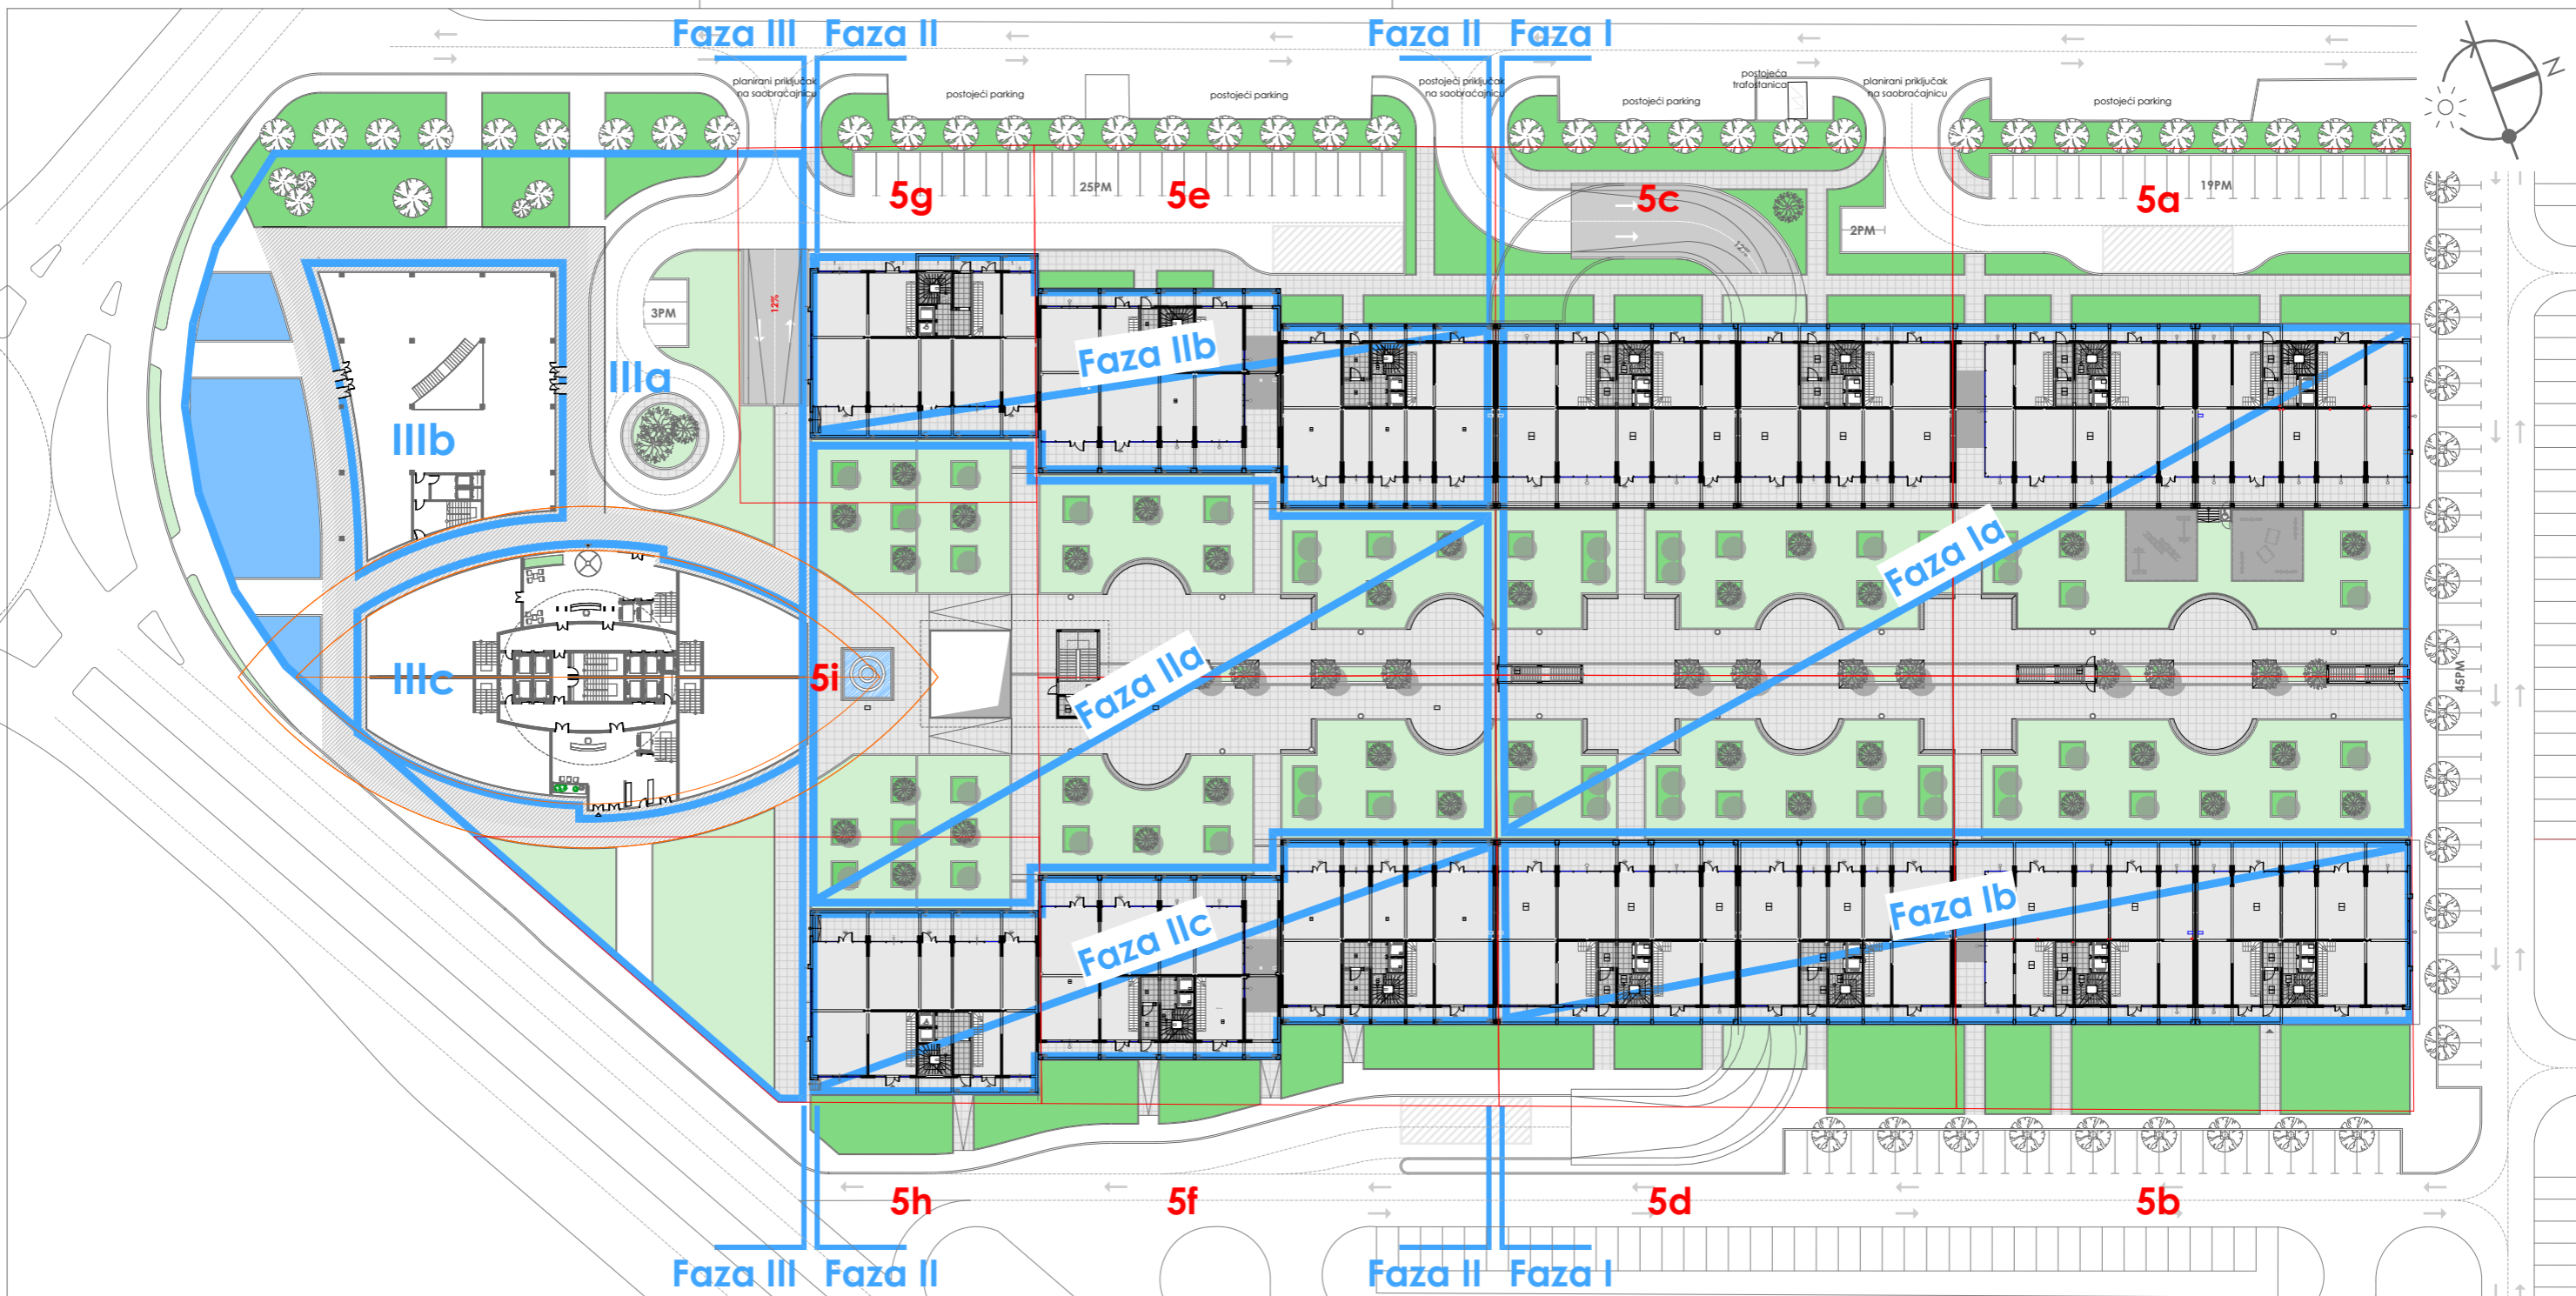 Faza III Faza II
Faza II Faza I
planirani priključak
na saobraćajnicu
postojeći parking
postojeći parking
postojeći priključak
na saobraćajnicu
postojeći parking
postojeća
trafostanica
planirani priključak
na saobraćajnicu
postojeći parking
N
5g
25PM
5e
5c
12%
2PM
5a
19PM
3PM
12%
IIIa
IIIb
Faza IIb
Faza Ia
IIIc
5i
Faza IIa
45PM
Faza IIc
Faza Ib
5h
5f
5d
5b
Faza III Faza II
Faza II Faza I